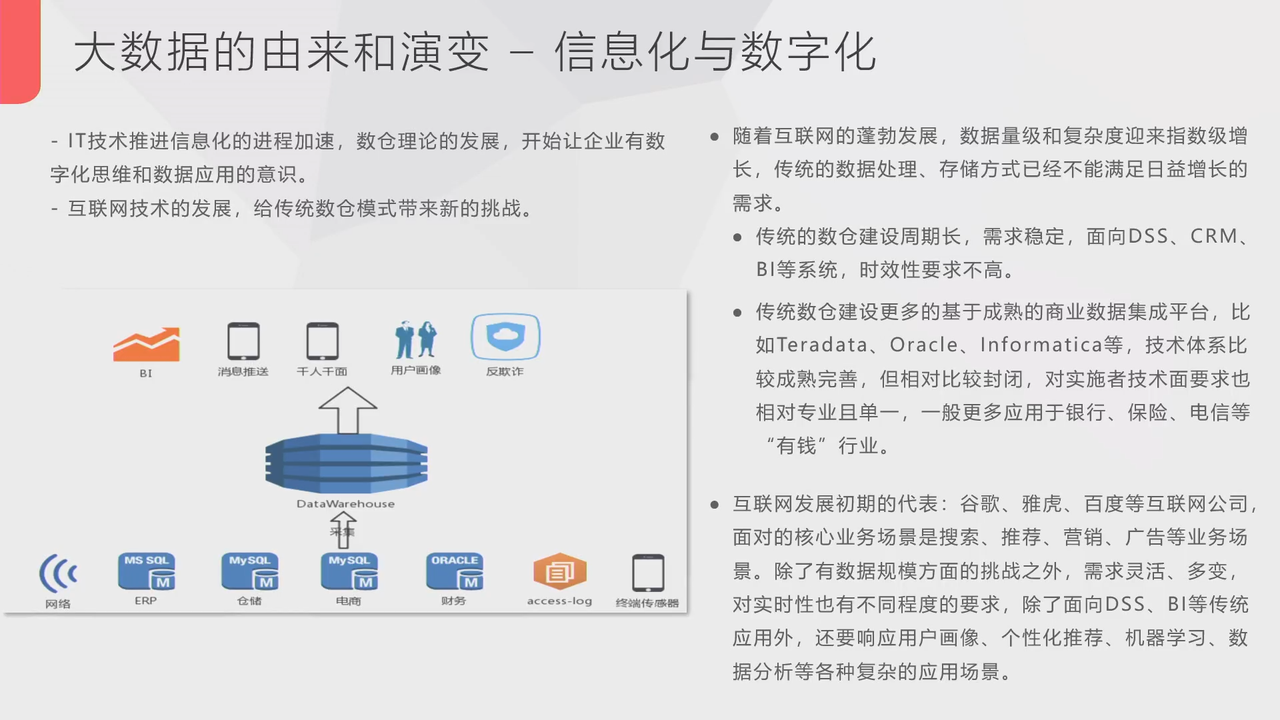 大数据的由来和演变 – 信息化与数字化
- IT技术推进信息化的进程加速，数仓理论的发展，开始让企业有数
字化思维和数据应用的意识。
- 互联网技术的发展，给传统数仓模式带来新的挑战。
BI
消息推送
千人千面
用户画像
反欺诈
DataWarehouse
采集
MS SQL
MySQL
MySQL
ORACLE
M
M
M
M
网络
ERP
仓储
电商
财务
access-log
终端传感器
● 随着互联网的蓬勃发展，数据量级和复杂度迎来指数级增
长，传统的数据处理、存储方式已经不能满足日益增长的
需求。
● 传统的数仓建设周期长，需求稳定，面向DSS、CRM、
BI等系统，时效性要求不高。
● 传统数仓建设更多的基于成熟的商业数据集成平台，比
如Teradata、Oracle、Informatica等，技术体系比
较成熟完善，但相对比较封闭，对实施者技术面要求也
相对专业且单一，一般更多应用于银行、保险、电信等
“有钱”行业。
● 互联网发展初期的代表：谷歌、雅虎、百度等互联网公司，
面对的核心业务场景是搜索、推荐、营销、广告等业务场
景。除了有数据规模方面的挑战之外，需求灵活、多变，
对实时性也有不同程度的要求，除了面向DSS、BI等传统
应用外，还要响应用户画像、个性化推荐、机器学习、数
据分析等各种复杂的应用场景。